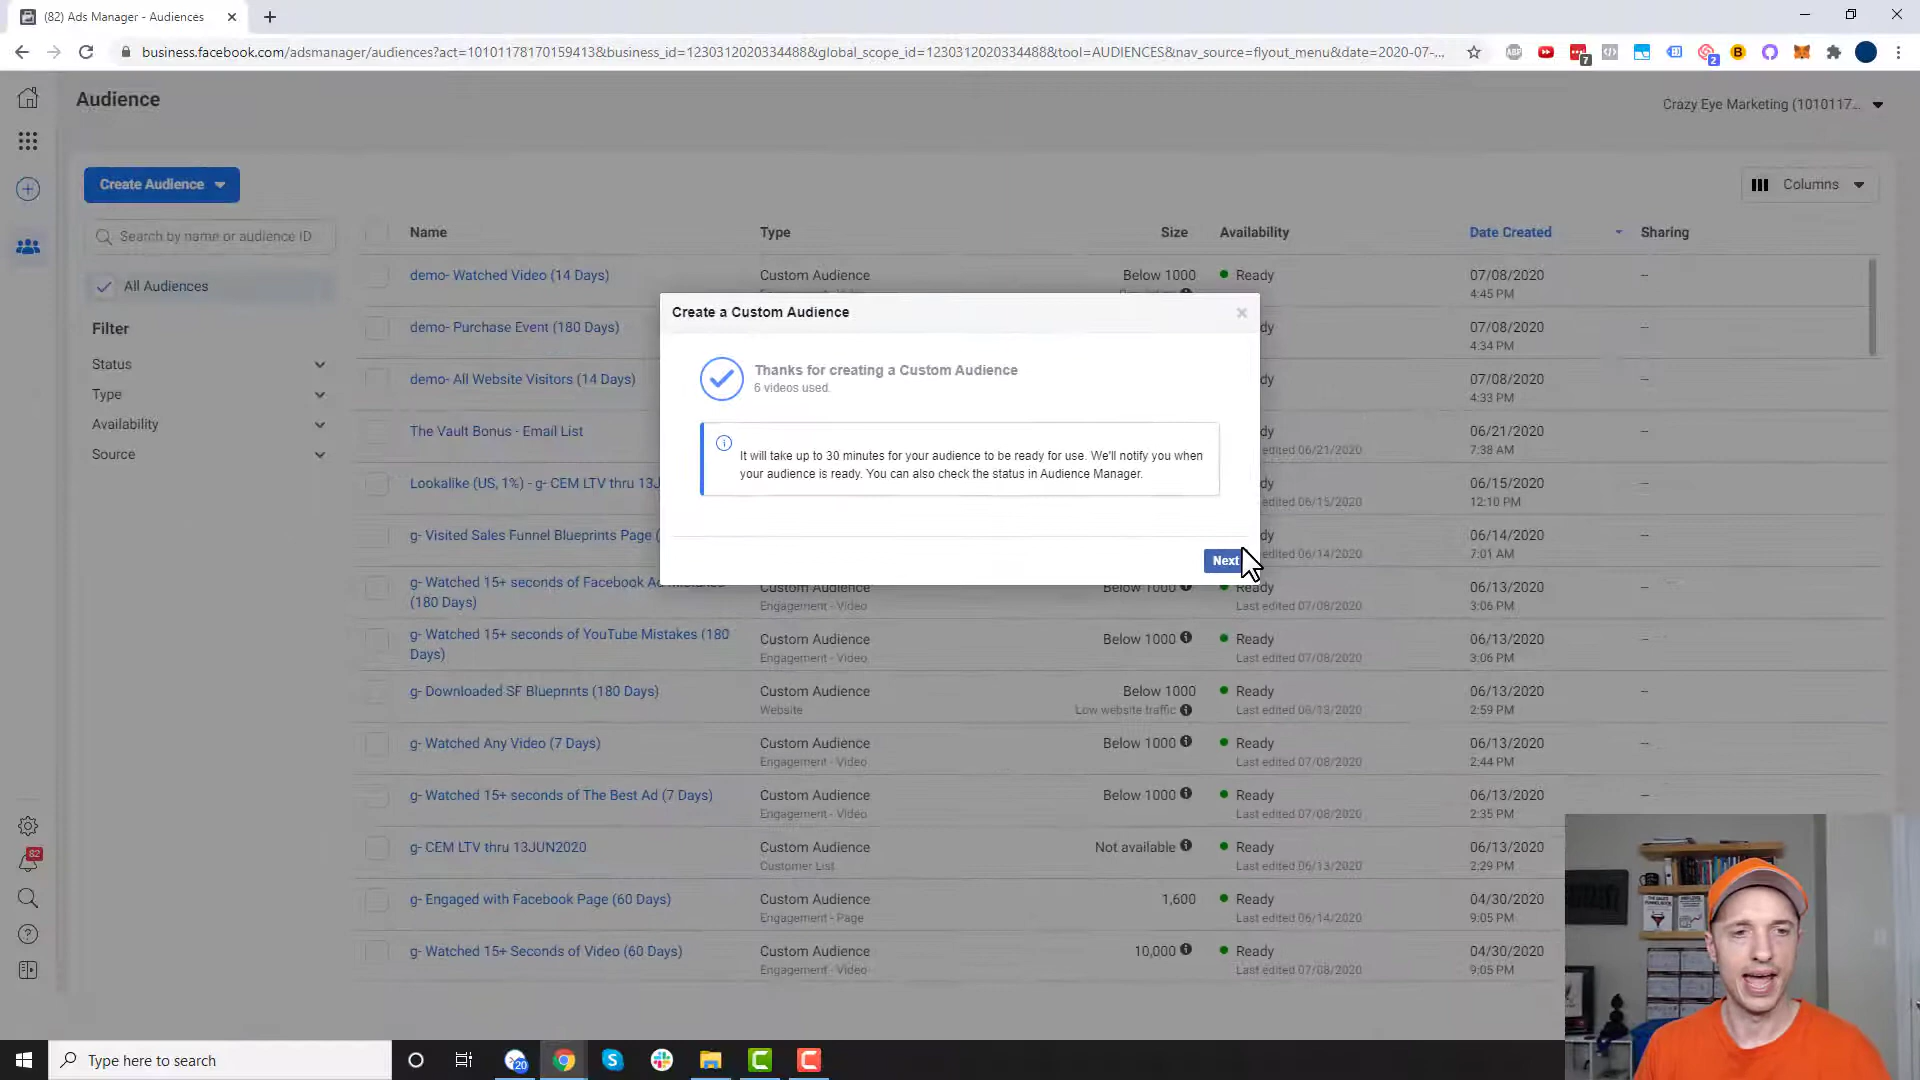 (82) Ads Manager - Audiences
business.facebook.com/adsmanager/audiences?act=10101178170159413&business_id=1230312020334488&global_scope_id=1230312020334488&tool=AUDIENCES&nav_source=flyout_menu&date=2020-07-...
7
2
Audience
Crazy Eye Marketing (1010117...
Create Audience
Columns
Search by name or audience ID
All Audiences
Filter
Status
Type
Availability
Source
82
Name Type Size Availability Date Created Sharing
demo- Watched Video (14 Days) Custom Audience Below 1000 Ready 07/08/2020 --
4:45 PM
demo- Purchase Event (180 Days) dy 07/08/2020 --
4:34 PM
demo- All Website Visitors (14 Days) dy 07/08/2020 --
4:33 PM
The Vault Bonus - Email List dy 06/21/2020 --
edited 06/21/2020 7:38 AM
Lookalike (US, 1%) - g- CEM LTV thru 13J dy 06/15/2020 --
edited 06/15/2020 12:10 PM
g- Visited Sales Funnel Blueprints Page ( dy 06/14/2020 --
edited 06/14/2020 7:01 AM
g- Watched 15+ seconds of Facebook Ad Mistakes (180 Days) Custom Audience Below 1000 Ready 06/13/2020 --
Engagement - Video Last edited 07/08/2020 3:06 PM
g- Watched 15+ seconds of YouTube Mistakes (180 Days) Custom Audience Below 1000 Ready 06/13/2020 --
Engagement - Video Last edited 07/08/2020 3:06 PM
g- Downloaded SF Blueprints (180 Days) Custom Audience Below 1000 Ready 06/13/2020 --
Website Low website traffic Last edited 06/13/2020 2:59 PM
g- Watched Any Video (7 Days) Custom Audience Below 1000 Ready 06/13/2020 --
Engagement - Video Last edited 07/08/2020 2:44 PM
g- Watched 15+ seconds of The Best Ad (7 Days) Custom Audience Below 1000 Ready 06/13/2020 --
Engagement - Video Last edited 07/08/2020 2:35 PM
g- CEM LTV thru 13JUN2020 Custom Audience Not available Ready 06/13/2020
Customer List Last edited 06/13/2020 2:29 PM
g- Engaged with Facebook Page (60 Days) Custom Audience 1,600 Ready 04/30/2020
Engagement - Page Last edited 06/14/2020 9:05 PM
g- Watched 15+ Seconds of Video (60 Days) Custom Audience 10,000 Ready 04/30/2020
Engagement - Video Last edited 07/08/2020 9:05 PM
Create a Custom Audience
Thanks for creating a Custom Audience
6 videos used.
It will take up to 30 minutes for your audience to be ready for use. We'll notify you when
your audience is ready. You can also check the status in Audience Manager.
Next
Type here to search
20